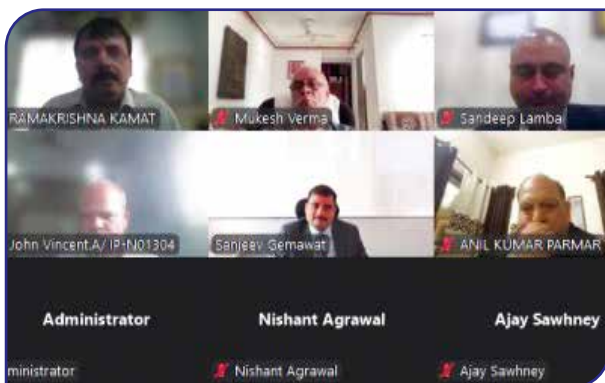 RAMAKRISHNA KAMAT
Mukesh Verma
Sandeep Lamba
John Vincent.A/ IP-N01304
Sanjeev Gemawat
ANIL KUMAR PARMAR
Administrator
Nishant Agrawal
Ajay Sawhney
ministrator
Nishant Agrawal
Ajay Sawhney